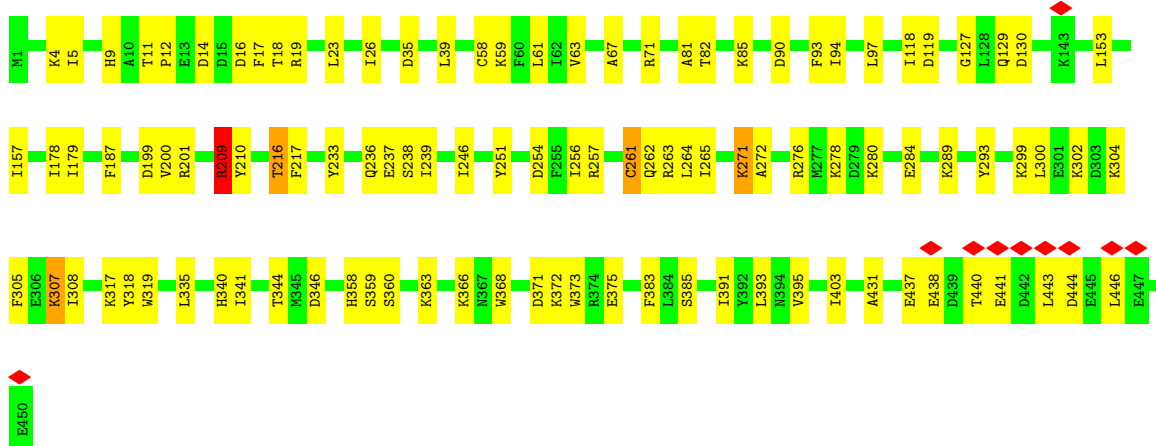 M1 K4 I5 H9 A10 T11 P12 E13 D14 D15 D16 F17 T18 R19 L23 I26 D35 L39 C58 K59 F60 L61 I62 V63 A67 R71 A81 T82 K85 D90 F93 I94 L97 I118 D119 G127 L128 Q129 D130 K143 L153
I157 I178 I179 F187 D199 V200 R201 R209 Y210 T216 F217 Y233 Q236 E237 S238 I239 I246 Y251 D254 F255 I256 R257 C261 Q262 R263 L264 I265 K271 A272 R276 M277 K278 D279 K280 E284 K289 Y293 K299 L300 E301 K302 D303 K304
F305 E306 K307 I308 K317 Y318 W319 L335 H340 I341 T344 M345 D346 H358 S359 S360 K363 K366 N367 W368 D371 K372 W373 R374 E375 F383 L384 S385 I391 Y392 L393 N394 V395 I403 A431 E437 E438 D439 T440 E441 D442 L443 D444 E445 L446 E447
E450